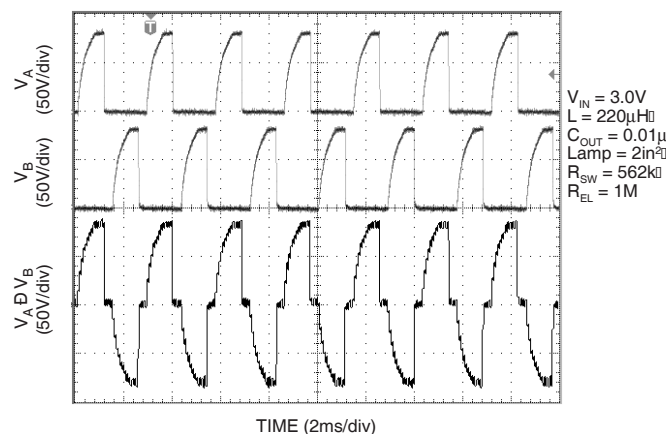 T
V_A
(50V/div)
V_B
(50V/div)
V_A Ð V_B
(50V/div)
V_IN = 3.0V
L = 220µH▯
C_OUT = 0.01µ
Lamp = 2in²▯
R_SW = 562k▯
R_EL = 1M
TIME (2ms/div)